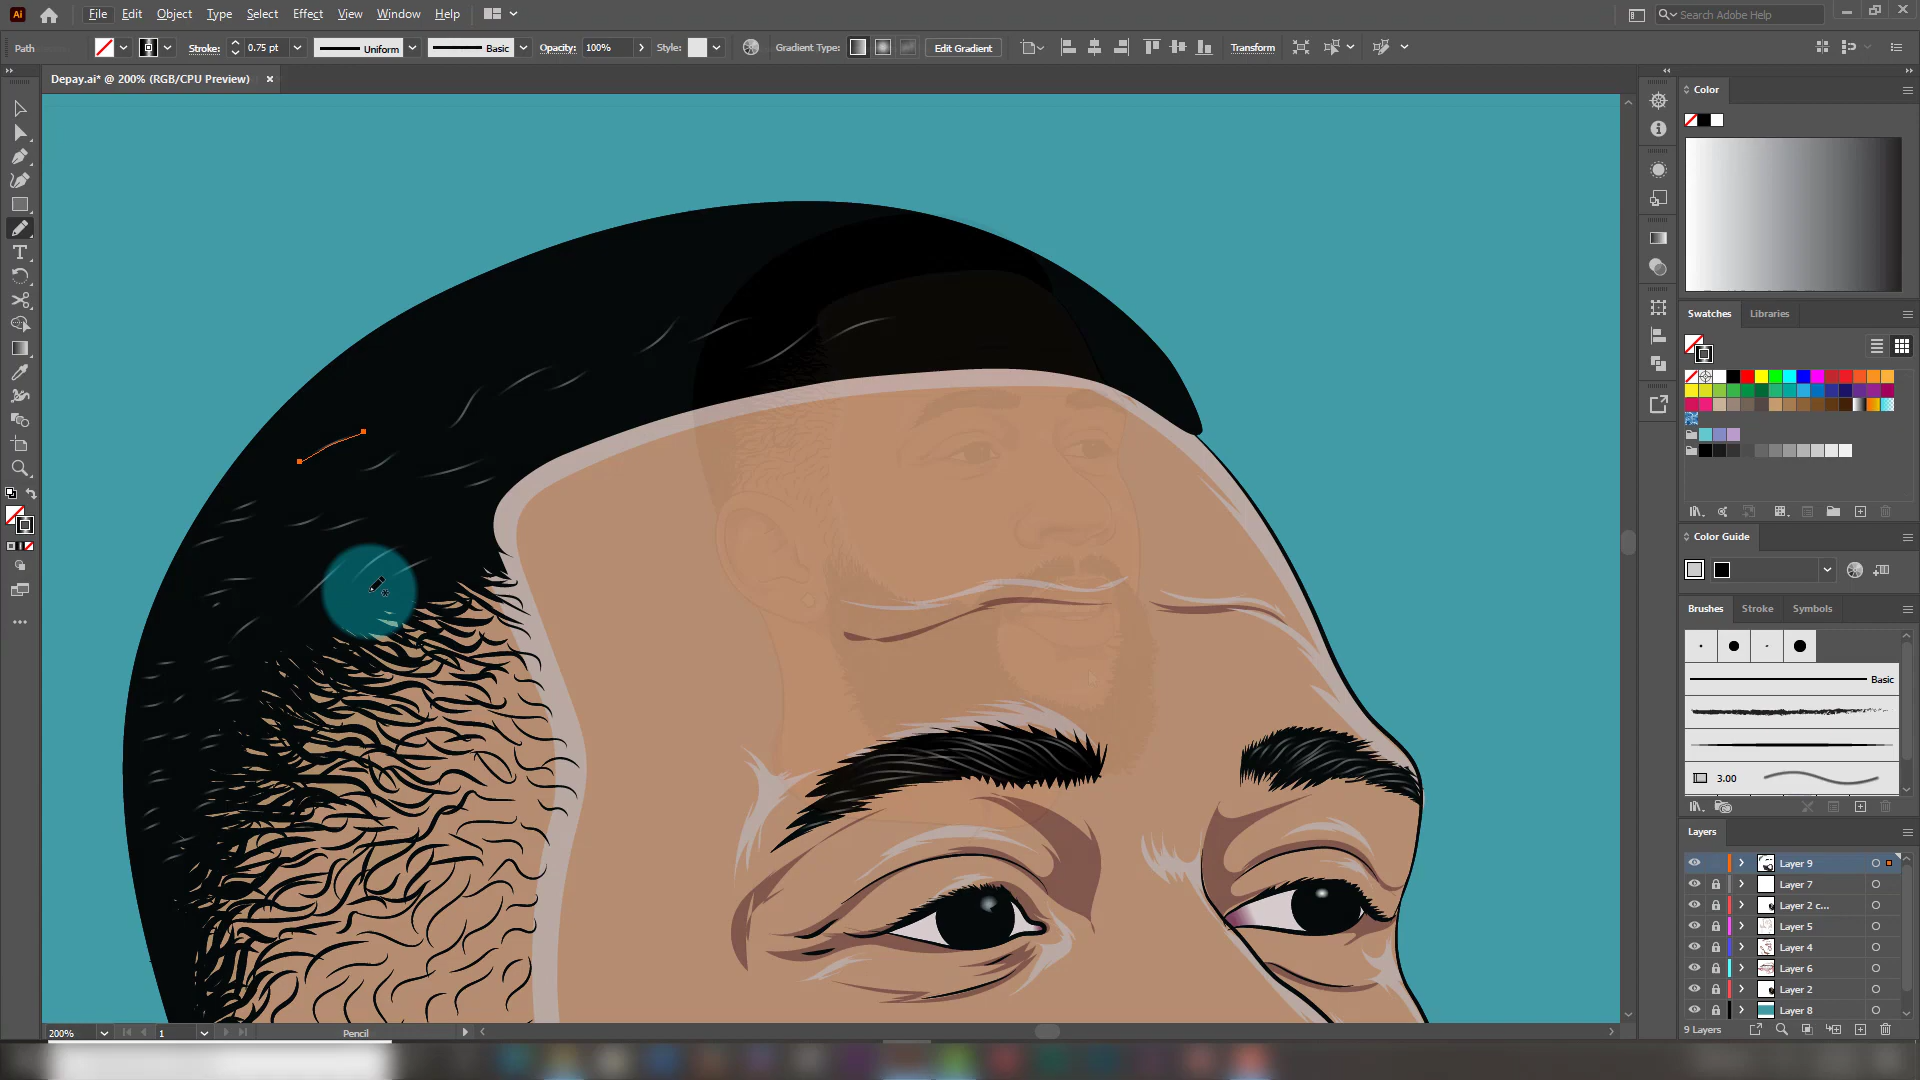 Ai File Edit Object Type Select Effect View Window Help Search Adobe Help
Path Stroke: 0.75 pt Uniform Basic Opacity: 100% Style: Gradient Type: Edit Gradient Transform
Depay.ai* @ 200% (RGB/CPU Preview)
Color
Swatches Libraries
Color Guide
Brushes Stroke Symbols
Basic
3.00
Layers
Layer 9
Layer 7
Layer 2 c...
Layer 5
Layer 4
Layer 6
Layer 2
Layer 8
9 Layers
200% 1 Pencil